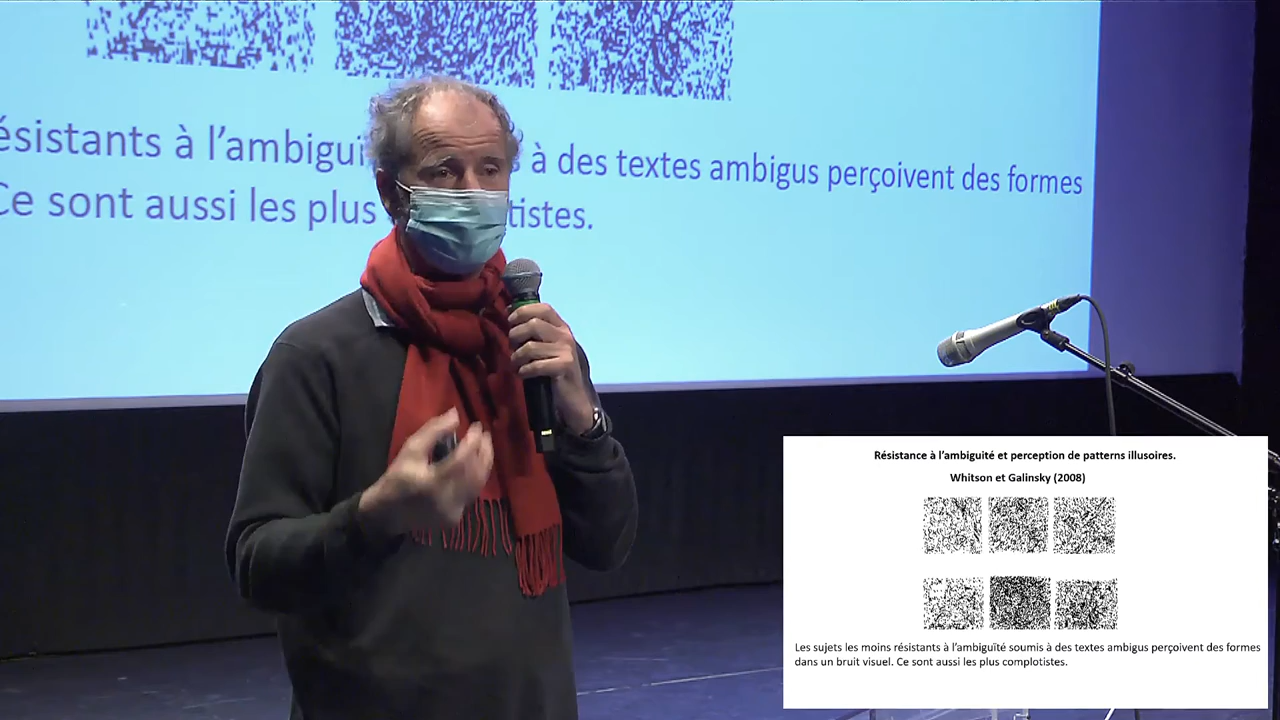 ésistants à l'ambigui à des textes ambigus perçoivent des formes
Ce sont aussi les plus tistes.
Résistance à l'ambiguité et perception de patterns illusoires.
Whitson et Galinsky (2008)
Les sujets les moins résistants à l'ambiguïté soumis à des textes ambigus perçoivent des formes
dans un bruit visuel. Ce sont aussi les plus complotistes.